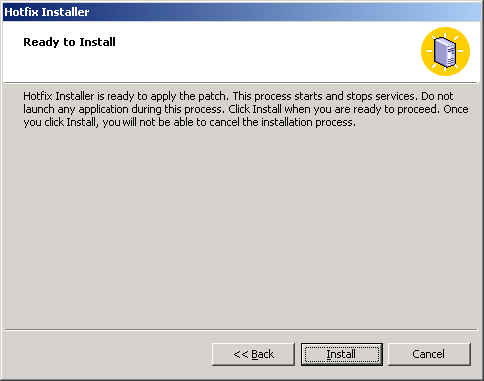 Hotfix Installer
Ready to Install
Hotfix Installer is ready to apply the patch. This process starts and stops services. Do not
launch any application during this process. Click Install when you are ready to proceed. Once
you click Install, you will not be able to cancel the installation process.
<< Back
Install
Cancel